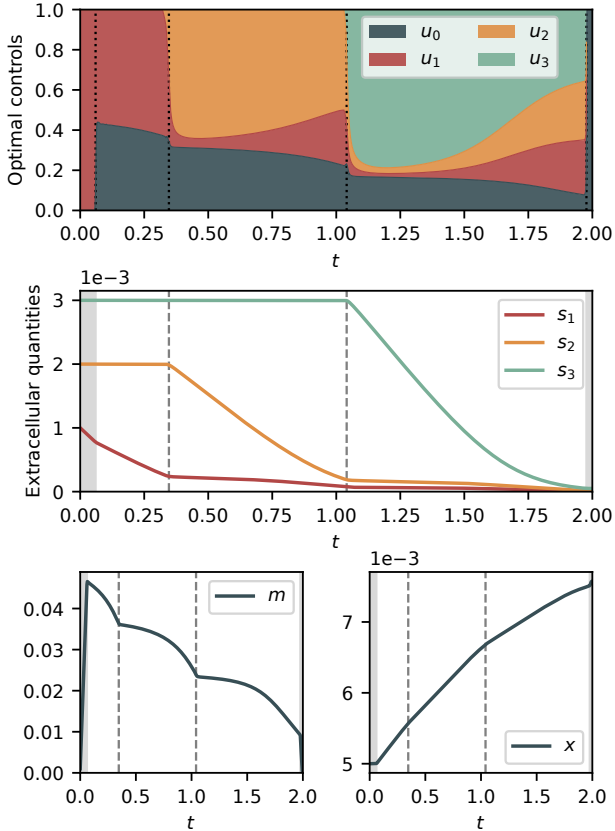 Optimal controls
1.0
0.8
0.6
0.4
0.2
0.0
u0 u2
u1 u3
0.00 0.25 0.50 0.75 1.00 1.25 1.50 1.75 2.00
t
1e−3
Extracellular quantities
3
2
1
0
s1
s2
s3
0.00 0.25 0.50 0.75 1.00 1.25 1.50 1.75 2.00
t
0.04
0.03
0.02
0.01
0.00
m
0.0 0.5 1.0 1.5 2.0
t
1e−3
7
6
5
x
0.0 0.5 1.0 1.5 2.0
t